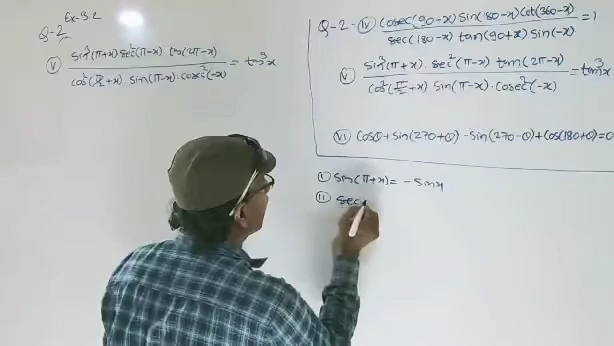 Ex-3.2
Q-2
(v) sin³(π+x) sec²(π-x) tan(2π-x) / cos²(π/2+x) · sin(π-x) · cosec²(-x) = tan³x
Q-2- (iv) cosec(90-x) sin(180-x) cot(360-x) / sec(180-x) tan(90+x) sin(-x) = 1
(v) sin³(π+x) · sec²(π-x) tan(2π-x) / cos²(π/2+x) sin(π-x) · cosec²(-x) = tan³x
(vi) cosθ + sin(270+θ) - sin(270-θ) + cos(180+θ) = 0
(i) sin(π+x) = - sinx
(ii) sec